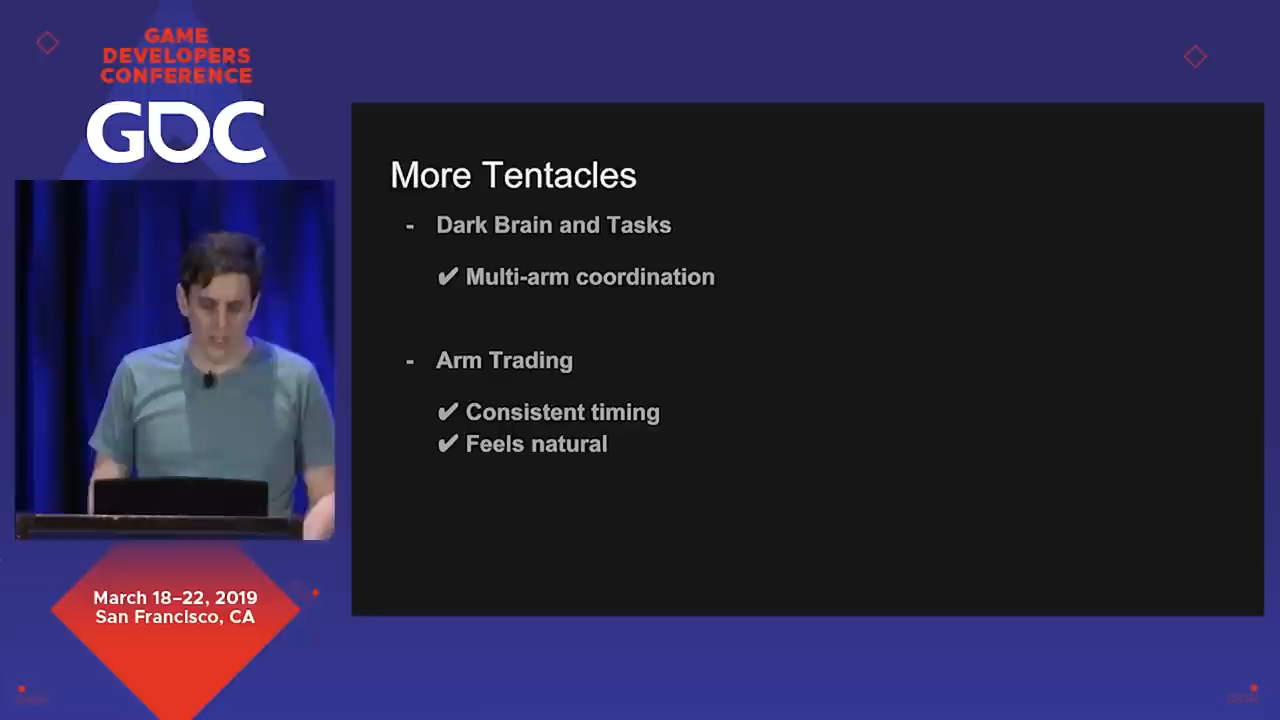 GAME
DEVELOPERS
CONFERENCE
GDC
More Tentacles
- Dark Brain and Tasks
✔ Multi-arm coordination
- Arm Trading
✔ Consistent timing
✔ Feels natural
March 18–22, 2019
San Francisco, CA